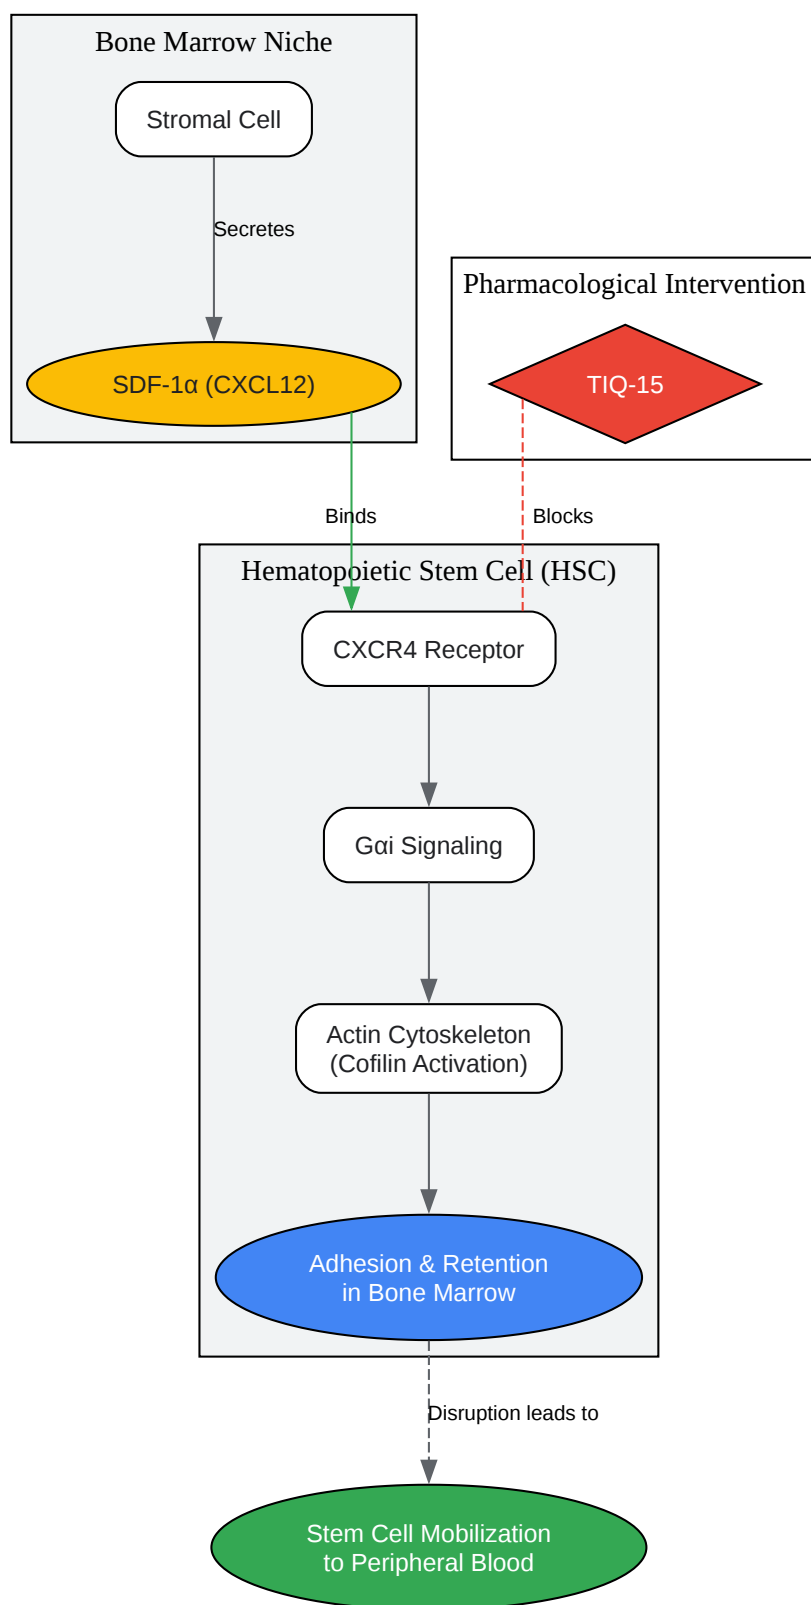 Bone Marrow Niche
Stromal Cell
Secretes
Pharmacological Intervention
SDF-1α (CXCL12)
TIQ-15
Binds
Blocks
Hematopoietic Stem Cell (HSC)
CXCR4 Receptor
Gαi Signaling
Actin Cytoskeleton
(Cofilin Activation)
Adhesion & Retention
in Bone Marrow
Disruption leads to
Stem Cell Mobilization
to Peripheral Blood